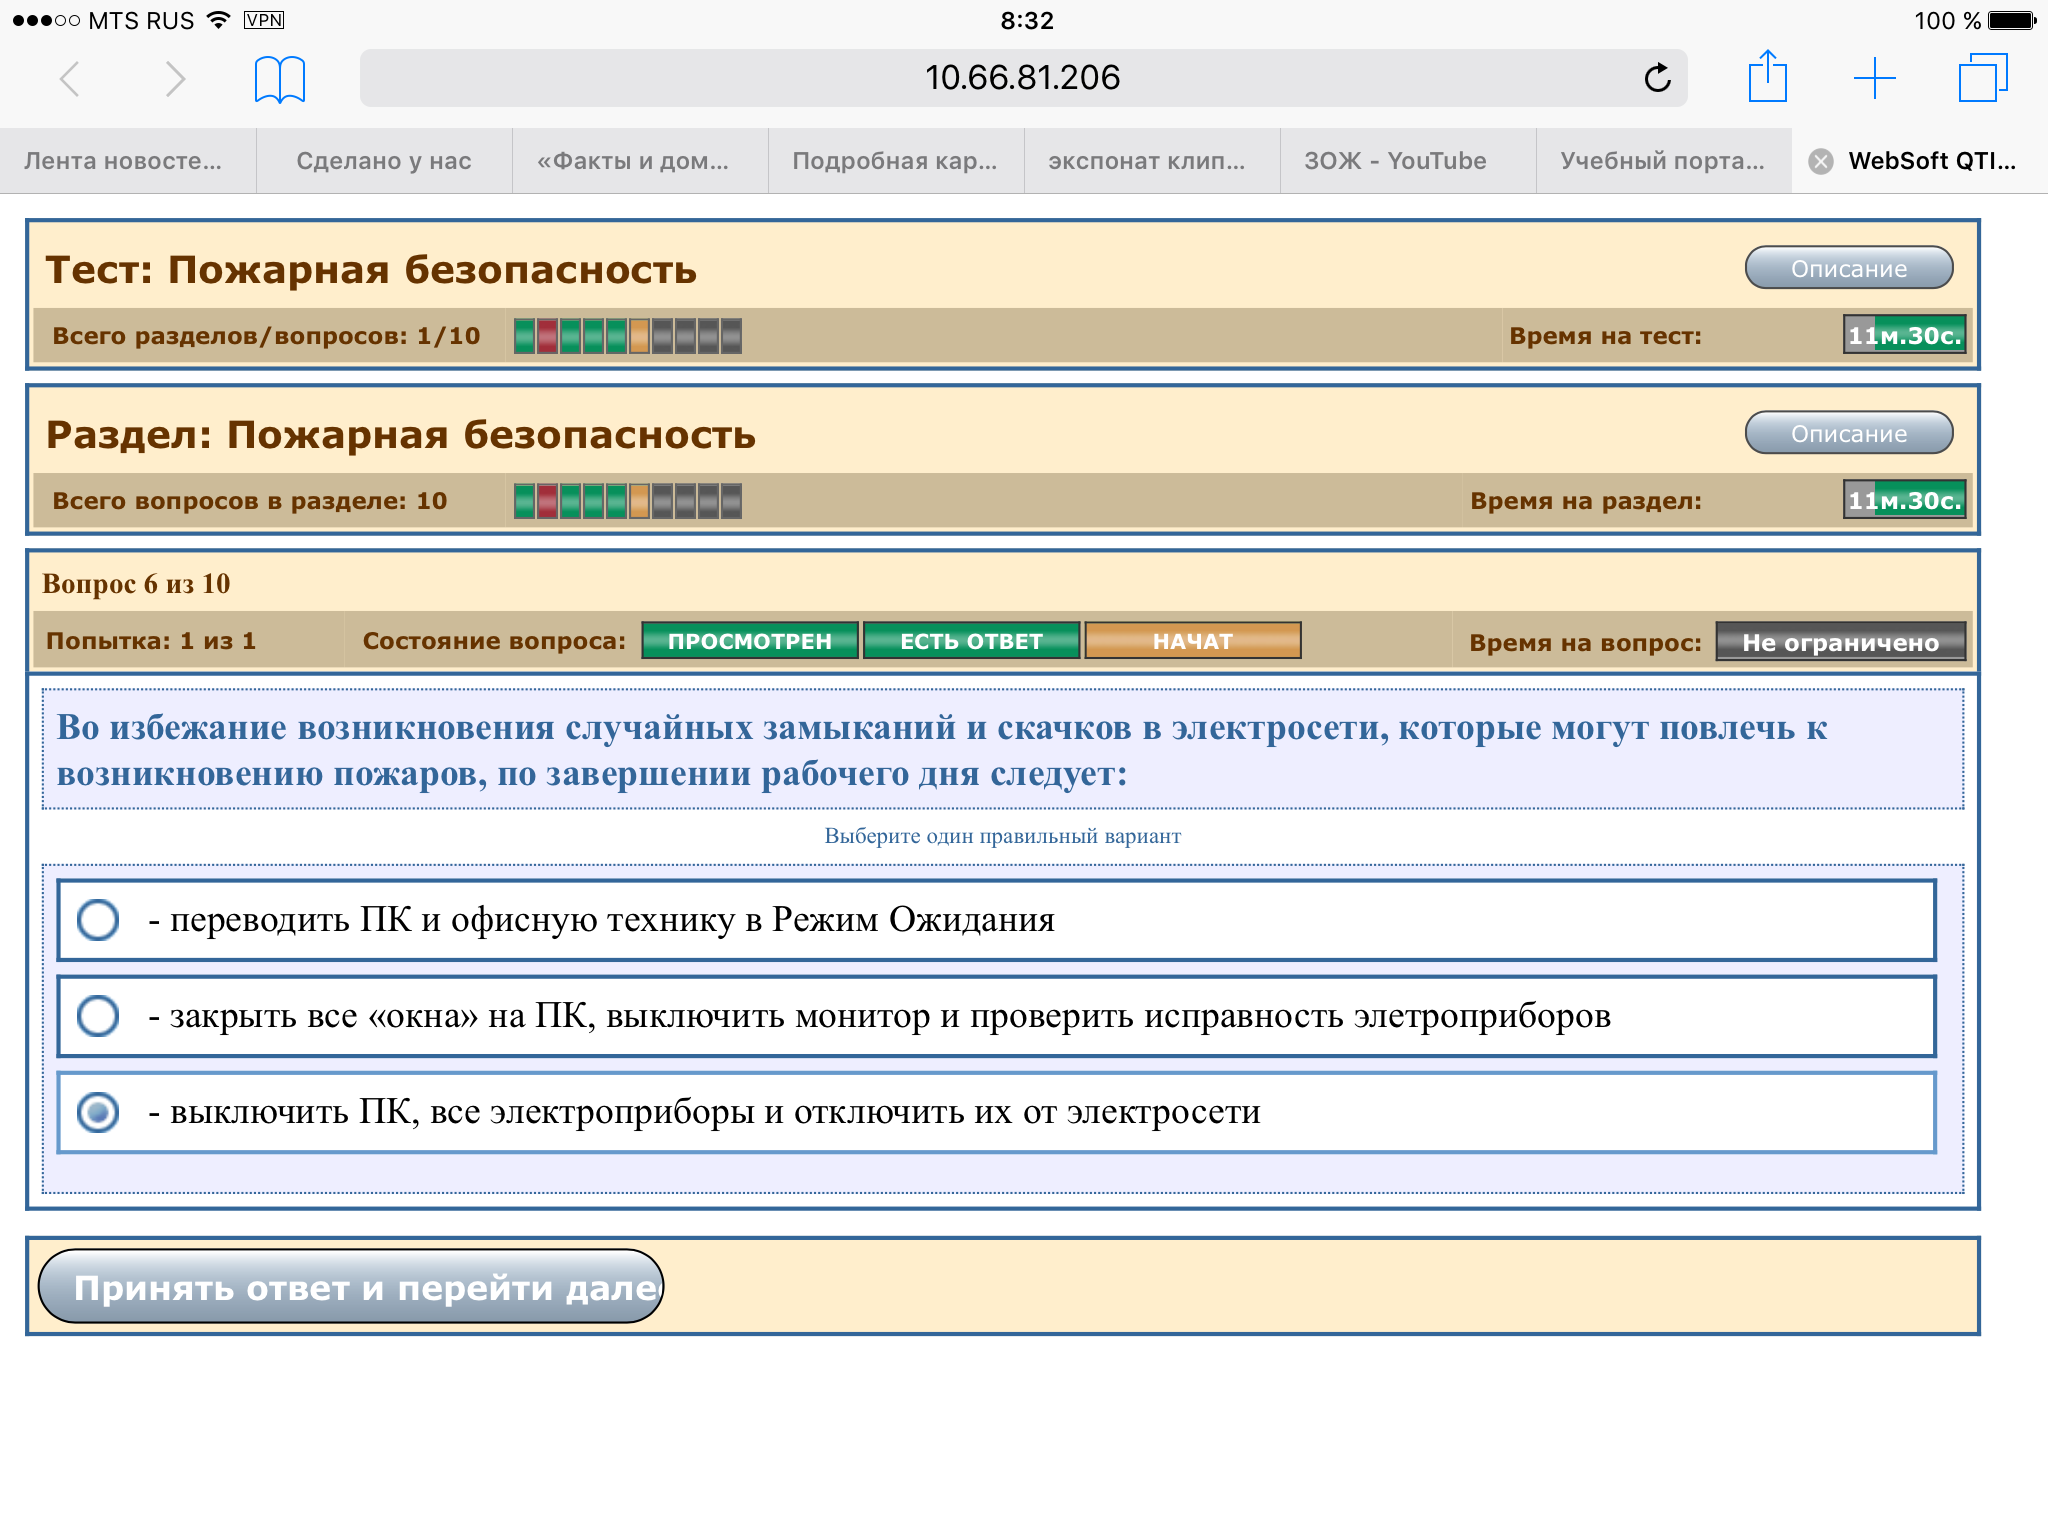 MTS RUS VPN 8:32 100 %
10.66.81.206
Лента новосте... Сделано у нас «Факты и дом... Подробная кар... экспонат клип... ЗОЖ - YouTube Учебный порта... WebSoft QTI...
Тест: Пожарная безопасность Описание
Всего разделов/вопросов: 1/10 Время на тест: 11м.30с.
Раздел: Пожарная безопасность Описание
Всего вопросов в разделе: 10 Время на раздел: 11м.30с.
Вопрос 6 из 10
Попытка: 1 из 1 Состояние вопроса: ПРОСМОТРЕН ЕСТЬ ОТВЕТ НАЧАТ Время на вопрос: Не ограничено
Во избежание возникновения случайных замыканий и скачков в электросети, которые могут повлечь к
возникновению пожаров, по завершении рабочего дня следует:
Выберите один правильный вариант
- переводить ПК и офисную технику в Режим Ожидания
- закрыть все «окна» на ПК, выключить монитор и проверить исправность элетроприборов
- выключить ПК, все электроприборы и отключить их от электросети
Принять ответ и перейти дале